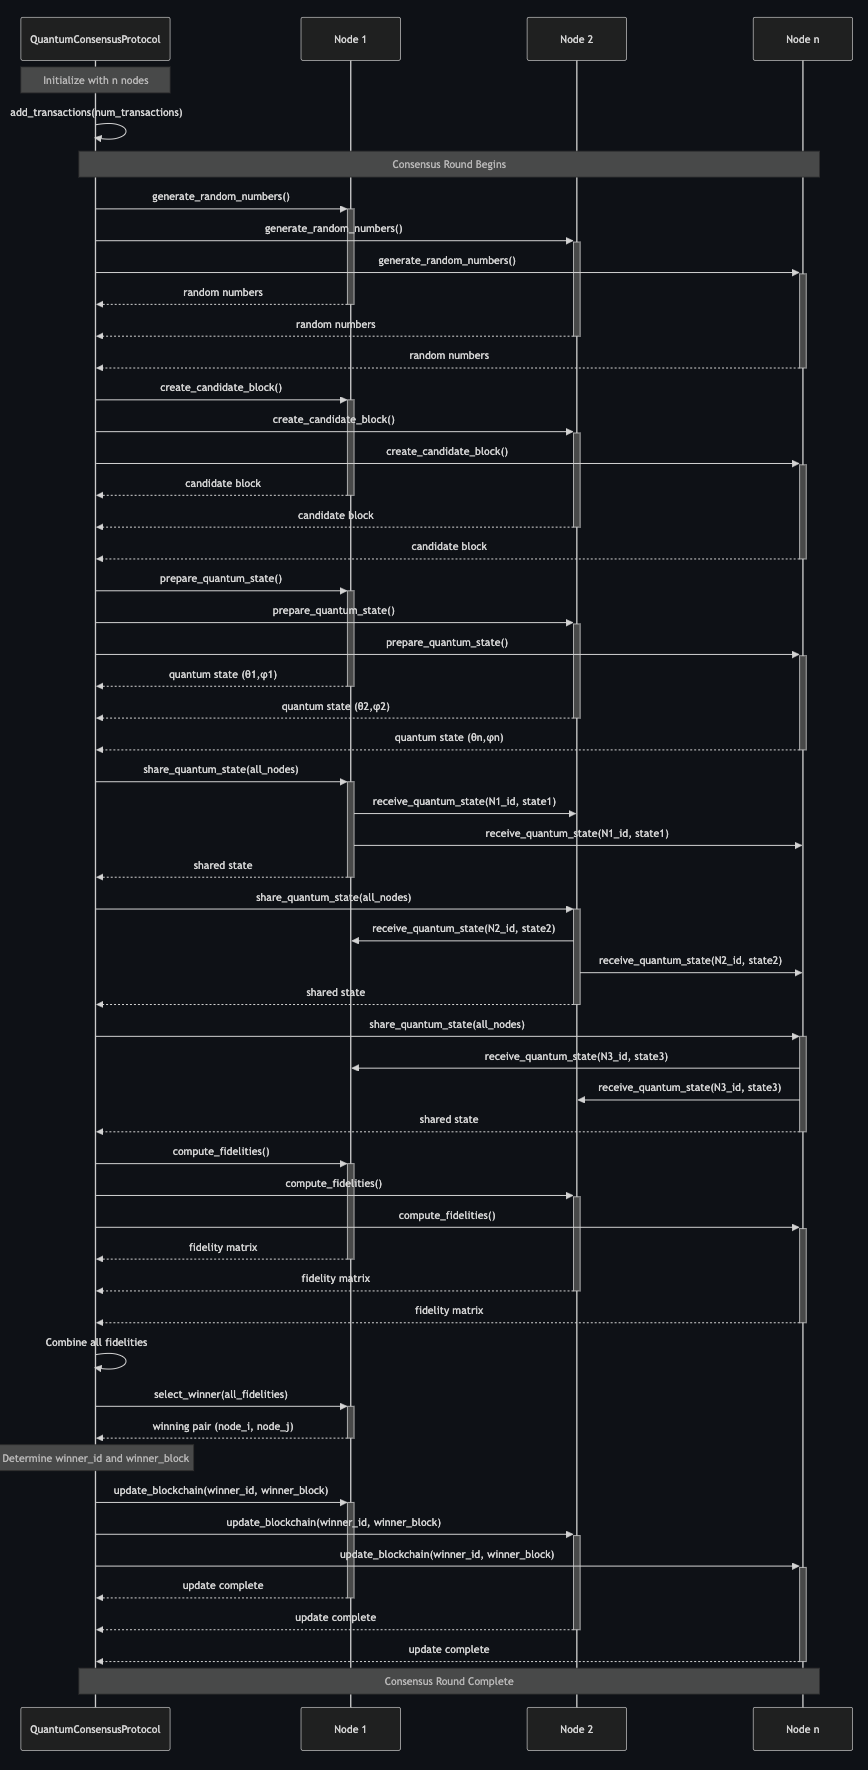 QuantumConsensusProtocol
Node 1
Node 2
Node n
Initialize with n nodes
add_transactions(num_transactions)
Consensus Round Begins
generate_random_numbers()
generate_random_numbers()
generate_random_numbers()
random numbers
random numbers
random numbers
create_candidate_block()
create_candidate_block()
create_candidate_block()
candidate block
candidate block
candidate block
prepare_quantum_state()
prepare_quantum_state()
prepare_quantum_state()
quantum state (θ1,φ1)
quantum state (θ2,φ2)
quantum state (θn,φn)
share_quantum_state(all_nodes)
receive_quantum_state(N1_id, state1)
receive_quantum_state(N1_id, state1)
shared state
share_quantum_state(all_nodes)
receive_quantum_state(N2_id, state2)
receive_quantum_state(N2_id, state2)
shared state
share_quantum_state(all_nodes)
receive_quantum_state(N3_id, state3)
receive_quantum_state(N3_id, state3)
shared state
compute_fidelities()
compute_fidelities()
compute_fidelities()
fidelity matrix
fidelity matrix
fidelity matrix
Combine all fidelities
select_winner(all_fidelities)
winning pair (node_i, node_j)
Determine winner_id and winner_block
update_blockchain(winner_id, winner_block)
update_blockchain(winner_id, winner_block)
update_blockchain(winner_id, winner_block)
update complete
update complete
update complete
Consensus Round Complete
QuantumConsensusProtocol
Node 1
Node 2
Node n